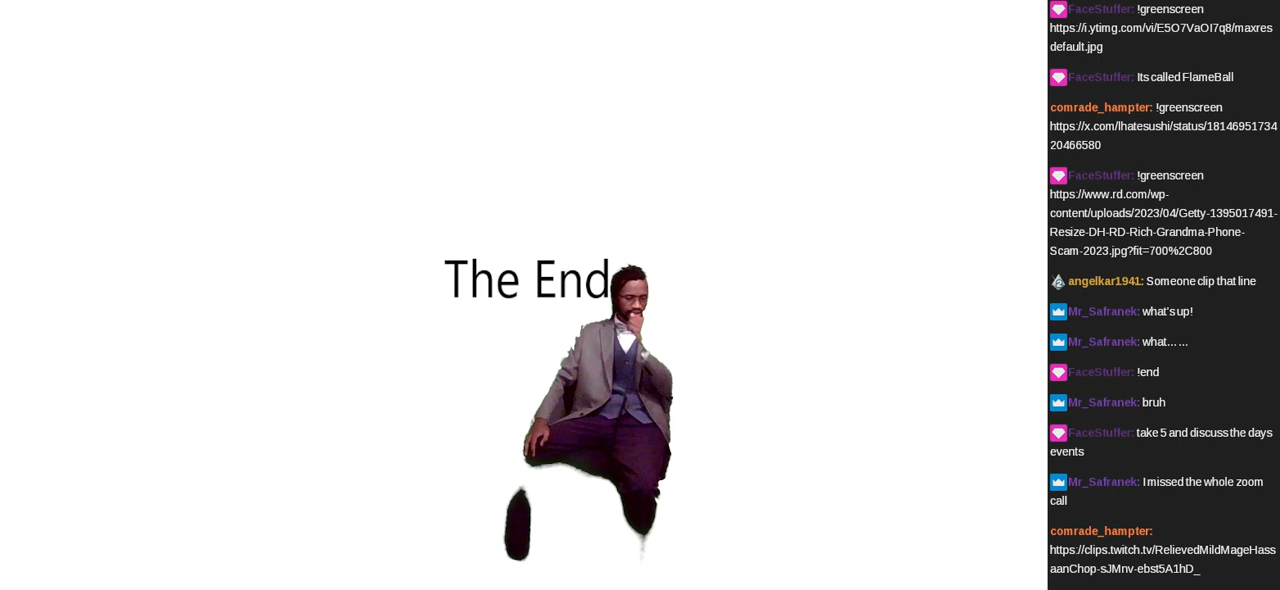 The End
FaceStuffer: !greenscreen
https://i.ytimg.com/vi/E5O7VaOI7q8/maxres
default.jpg
FaceStuffer: Its called FlameBall
comrade_hampter: !greenscreen
https://x.com/Ihatesushi/status/18146951734
20466580
FaceStuffer: !greenscreen
https://www.rd.com/wp-
content/uploads/2023/04/Getty-1395017491-
Resize-DH-RD-Rich-Grandma-Phone-
Scam-2023.jpg?fit=700%2C800
2 angelkar1941: Someone clip that line
Mr_Safranek: what's up!
Mr_Safranek: what... ...
FaceStuffer: !end
Mr_Safranek: bruh
FaceStuffer: take 5 and discuss the days
events
Mr_Safranek: I missed the whole zoom
call
comrade_hampter:
https://clips.twitch.tv/RelievedMildMageHass
aanChop-sJMnv-ebst5A1hD_